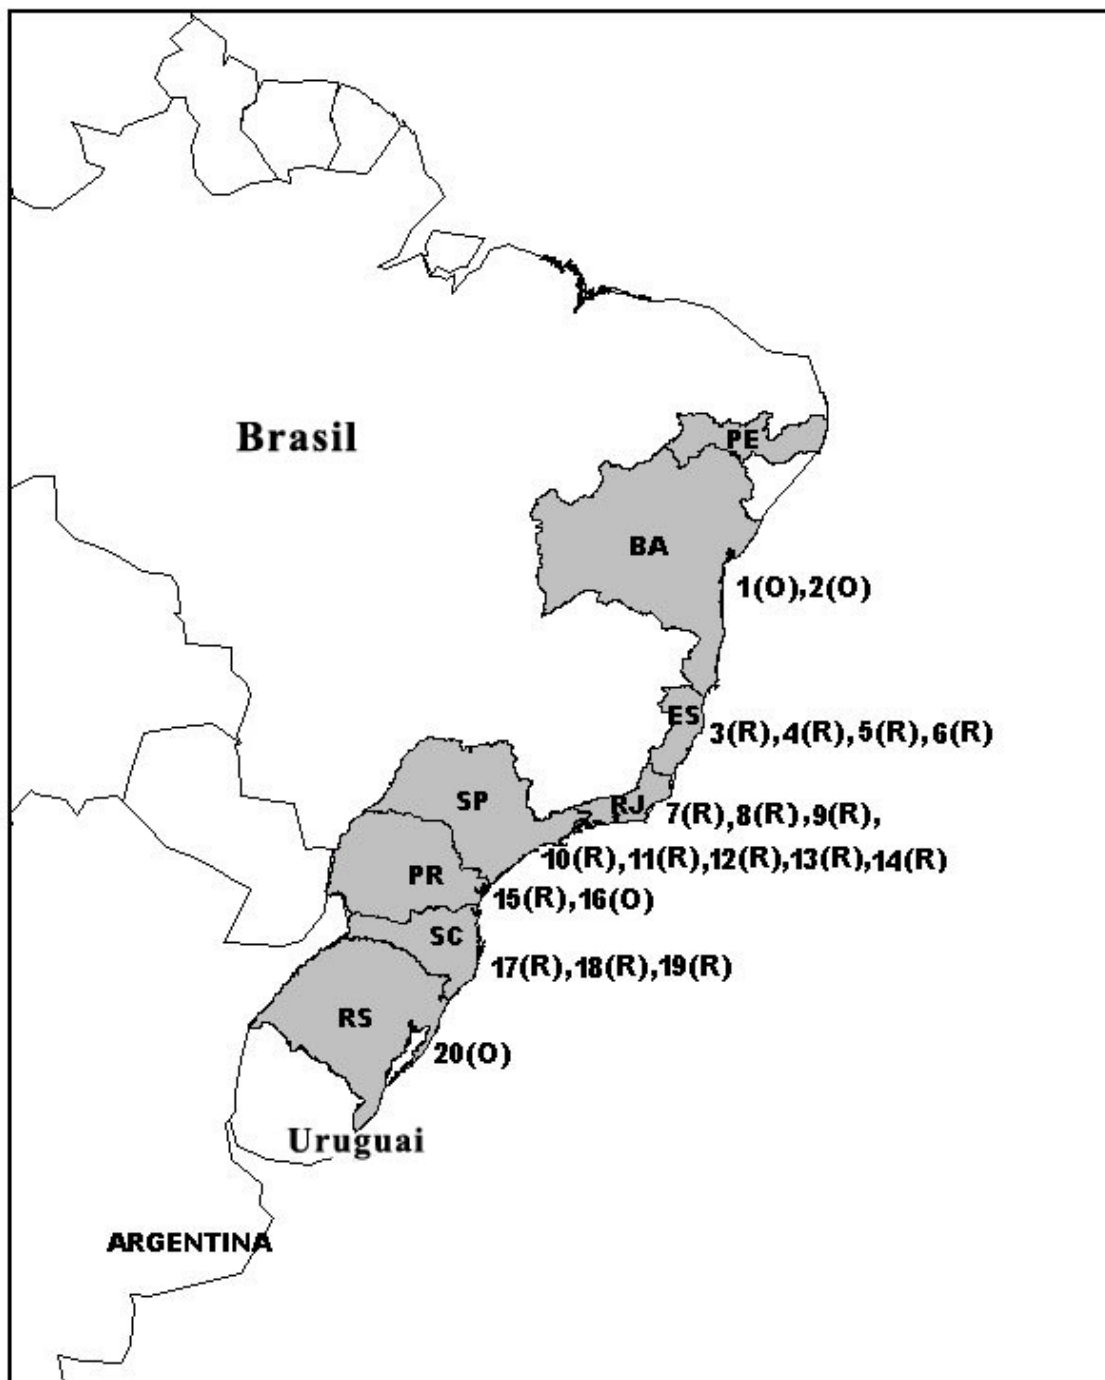 PE
Brasil
BA
1(O),2(O)
ES
3(R),4(R),5(R),6(R)
SP
RJ
7(R),8(R),9(R),
10(R),11(R),12(R),13(R),14(R)
PR
15(R),16(O)
SC
17(R),18(R),19(R)
RS
20(O)
Uruguai
ARGENTINA